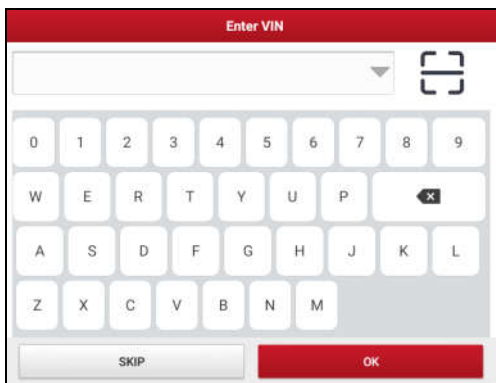 Enter VIN
0 1 2 3 4 5 6 7 8 9
W E R T Y U P
A S D F G H J K L
Z X C V B N M
SKIP OK